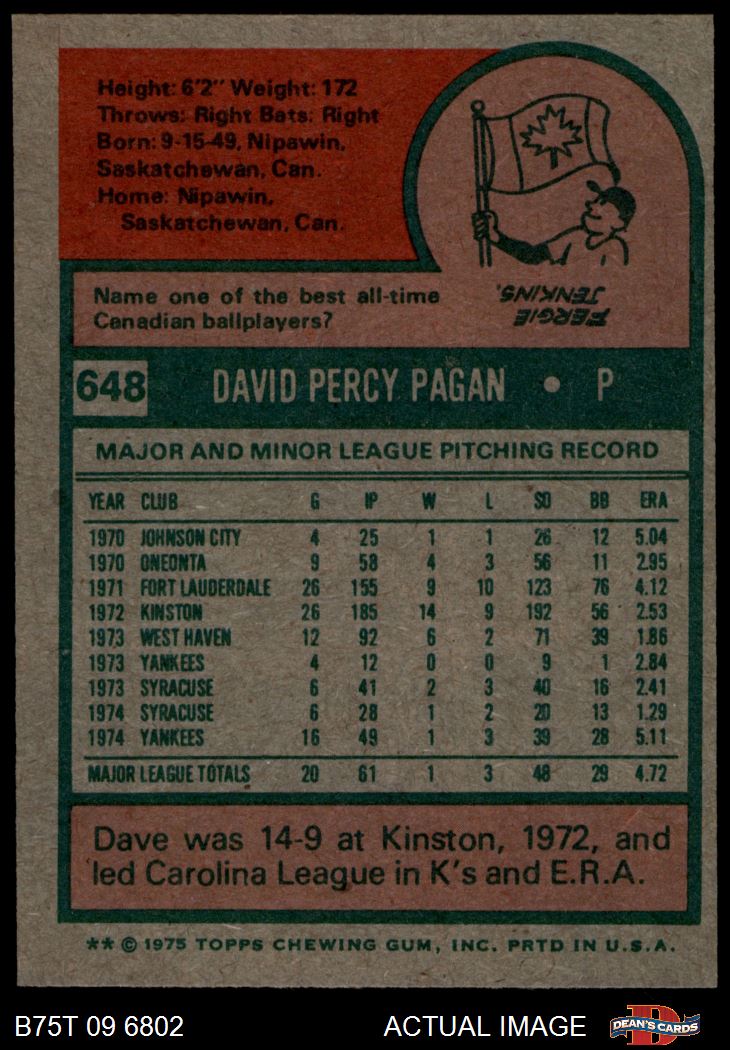 Height: 6'2" Weight: 172
Throws: Right Bats: Right
Born: 9-15-49, Nipawin,
Saskatchewan, Can.
Home: Nipawin,
Saskatchewan, Can.
Name one of the best all-time
Canadian ballplayers?
FERGIE
JENKINS.
648 DAVID PERCY PAGAN • P
MAJOR AND MINOR LEAGUE PITCHING RECORD
YEAR CLUB G IP W L SO BB ERA
1970 JOHNSON CITY 4 25 1 1 26 12 5.04
1970 ONEONTA 9 58 4 3 56 11 2.95
1971 FORT LAUDERDALE 26 155 9 10 123 76 4.12
1972 KINSTON 26 185 14 9 192 56 2.53
1973 WEST HAVEN 12 92 6 2 71 39 1.86
1973 YANKEES 4 12 0 0 9 1 2.84
1973 SYRACUSE 6 41 2 3 40 16 2.41
1974 SYRACUSE 6 28 1 2 20 13 1.29
1974 YANKEES 16 49 1 3 39 28 5.11
MAJOR LEAGUE TOTALS 20 61 1 3 48 29 4.72
Dave was 14-9 at Kinston, 1972, and
led Carolina League in K's and E.R.A.
** © 1975 TOPPS CHEWING GUM, INC. PRTD IN U.S.A.
B75T 09 6802 ACTUAL IMAGE D DEAN'S CARDS